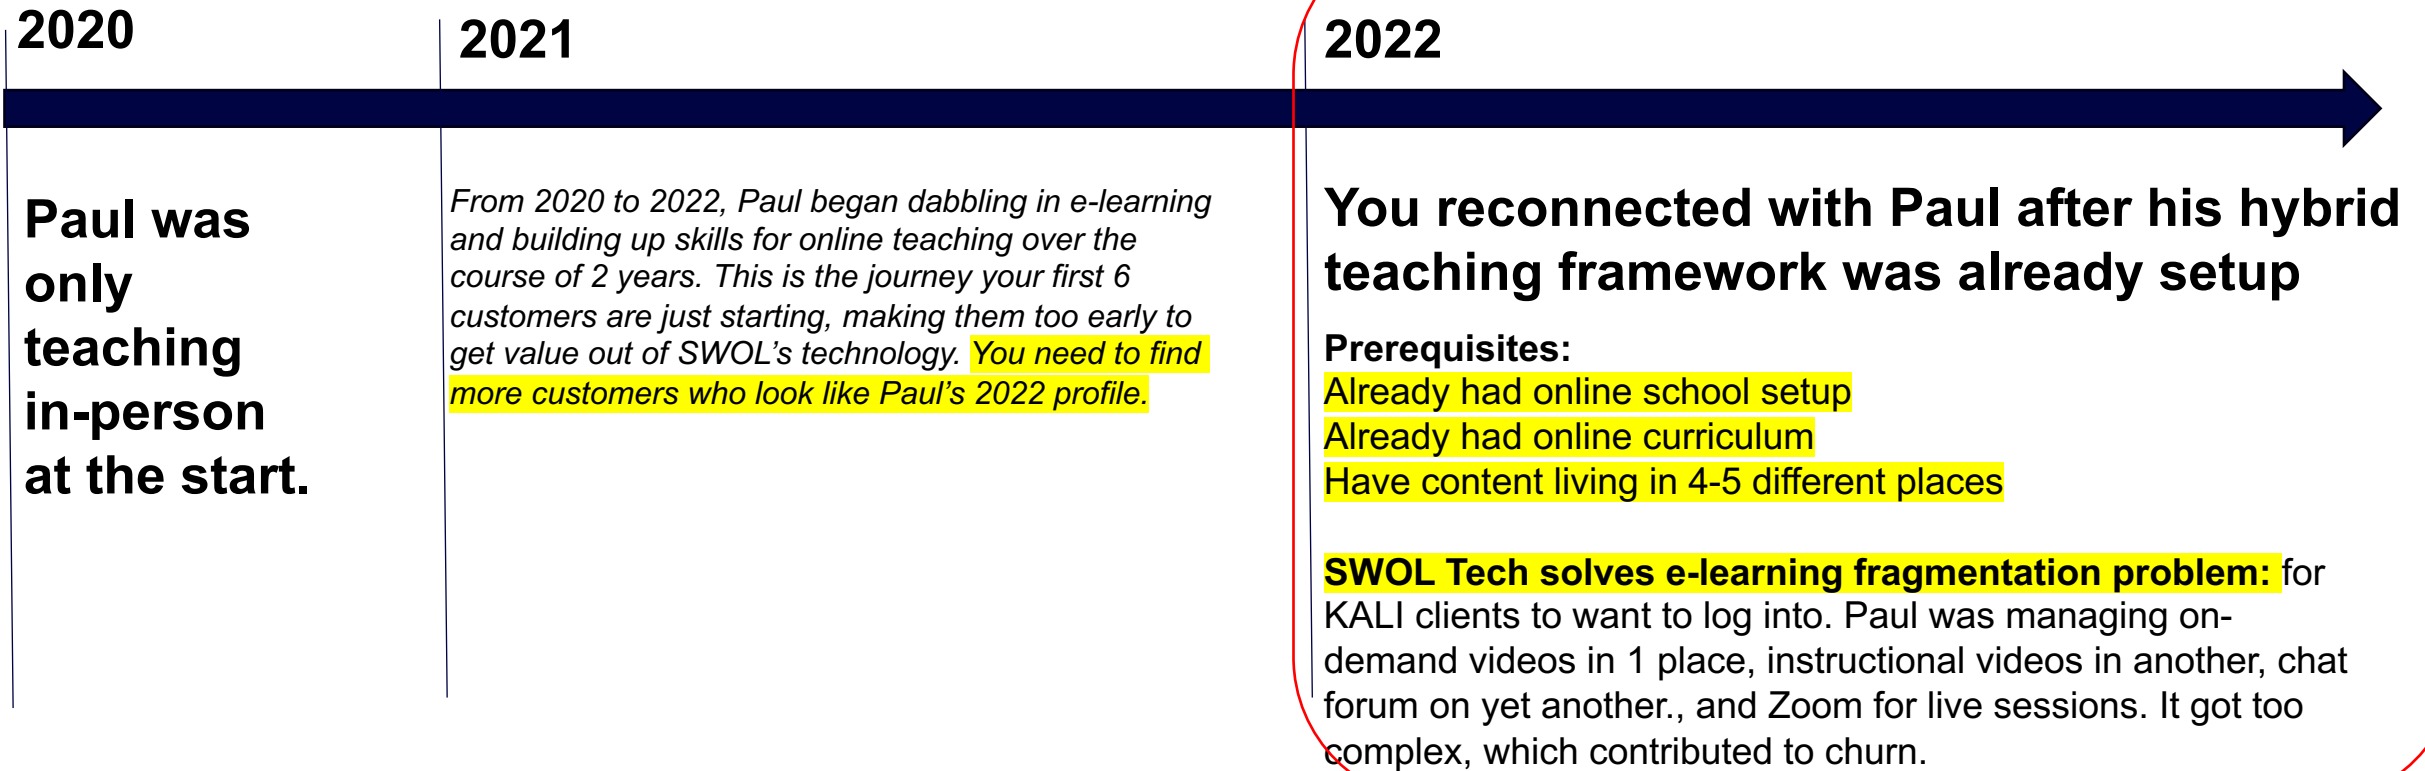 2020
2021
2022
Paul was
only
teaching
in-person
at the start.
From 2020 to 2022, Paul began dabbling in e-learning
and building up skills for online teaching over the
course of 2 years. This is the journey your first 6
customers are just starting, making them too early to
get value out of SWOL’s technology. You need to find
more customers who look like Paul’s 2022 profile.
You reconnected with Paul after his hybrid
teaching framework was already setup
Prerequisites:
Already had online school setup
Already had online curriculum
Have content living in 4-5 different places
SWOL Tech solves e-learning fragmentation problem: for
KALI clients to want to log into. Paul was managing on-
demand videos in 1 place, instructional videos in another, chat
forum on yet another., and Zoom for live sessions. It got too
complex, which contributed to churn.